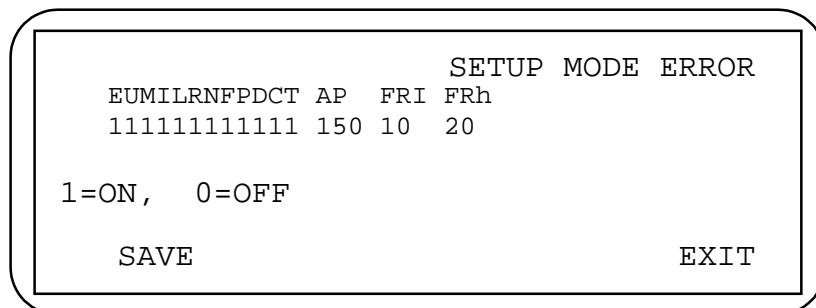 SETUP MODE ERROR
EUMILRNFPDCT AP FRI FRh
111111111111 150 10 20
1=ON, 0=OFF
SAVE EXIT